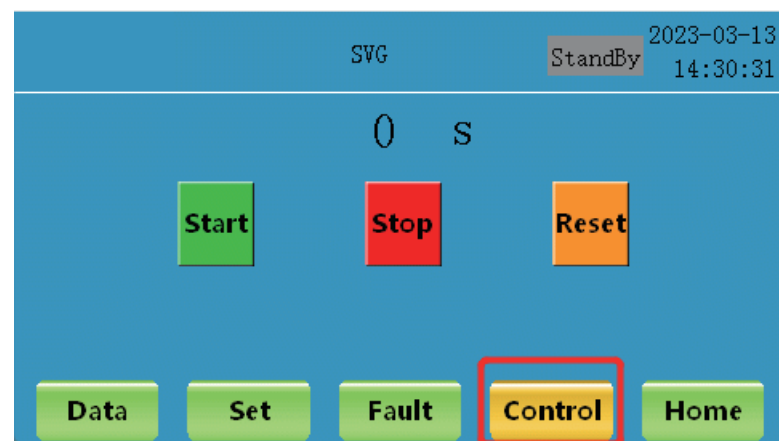 SVG
StandBy
2023-03-13
14:30:31
0 s
Start Stop Reset
Data Set Fault Control Home